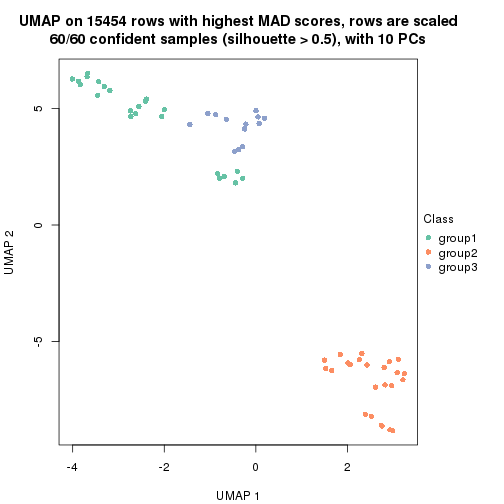 UMAP on 15454 rows with highest MAD scores, rows are scaled
60/60 confident samples (silhouette > 0.5), with 10 PCs
5
0
-5
UMAP 2
-4
-2
0
2
UMAP 1
Class
group1
group2
group3